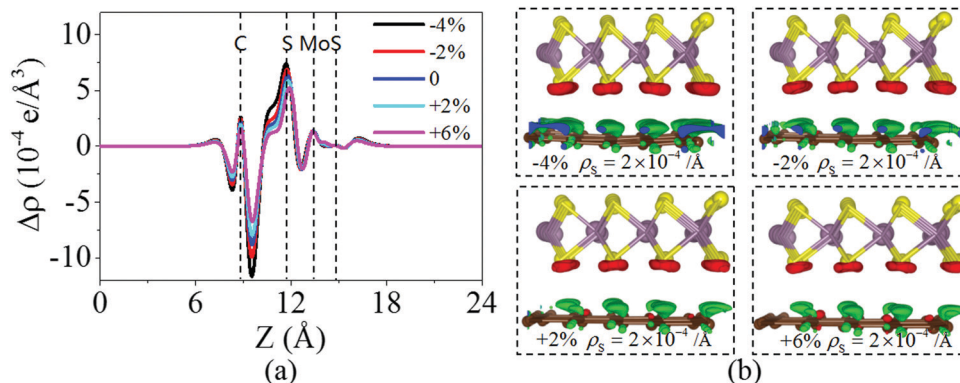 10
5
0
-5
-10
Δρ (10⁻⁴ e/Å³)
C
S
Mo
S
-4%
-2%
0
+2%
+6%
0
6
12
18
24
Z (Å)
(a)
-4% ρₛ = 2×10⁻⁴ /Å
-2% ρₛ = 2×10⁻⁴ /Å
+2% ρₛ = 2×10⁻⁴ /Å
+6% ρₛ = 2×10⁻⁴ /Å
(b)